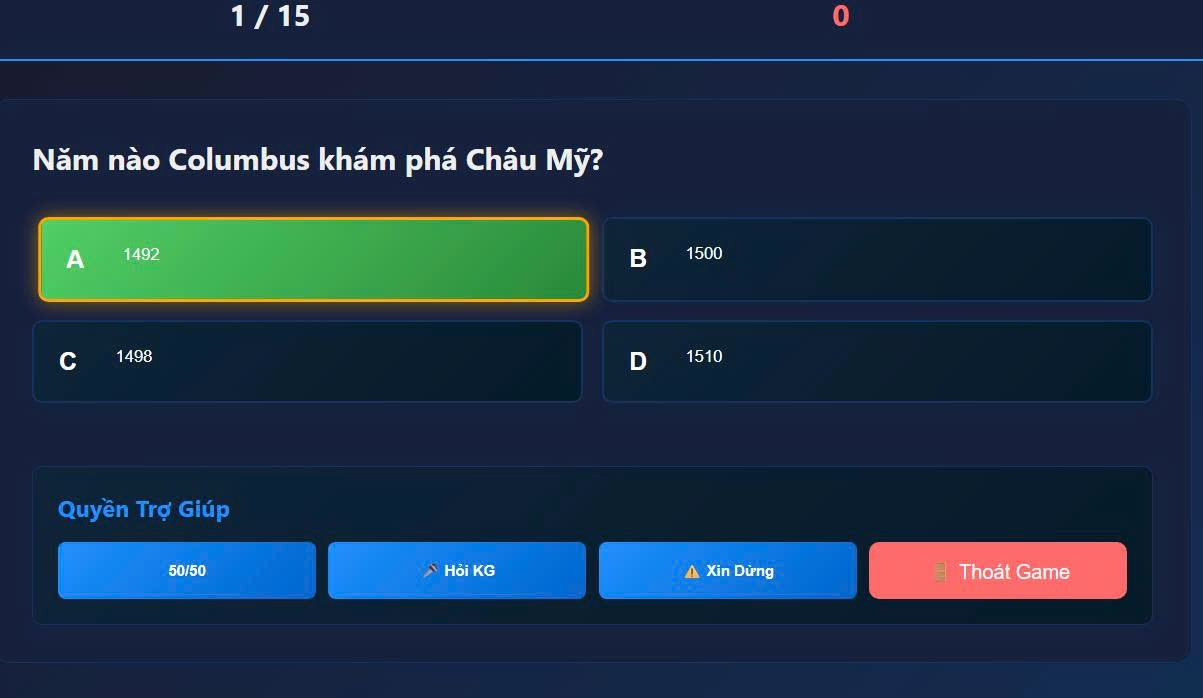 1 / 15
0
Năm nào Columbus khám phá Châu Mỹ?
A 1492
B 1500
C 1498
D 1510
Quyền Trợ Giúp
50/50
Hỏi KG
Xin Dừng
Thoát Game